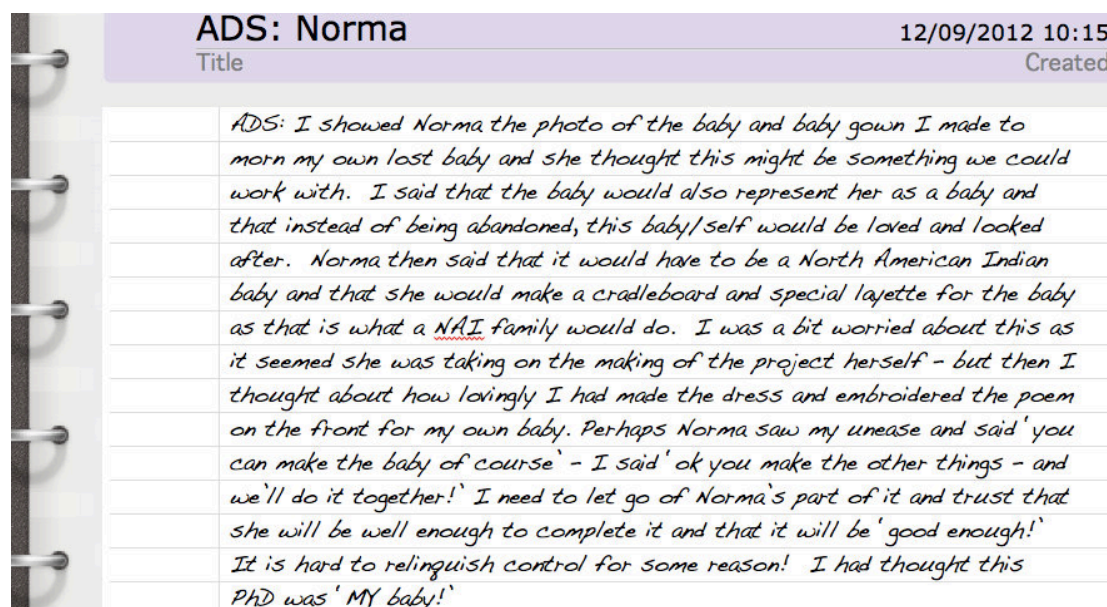 ADS: Norma
12/09/2012 10:15
Title
Created
ADS: I showed Norma the photo of the baby and baby gown I made to
morn my own lost baby and she thought this might be something we could
work with. I said that the baby would also represent her as a baby and
that instead of being abandoned, this baby/self would be loved and looked
after. Norma then said that it would have to be a North American Indian
baby and that she would make a cradleboard and special layette for the baby
as that is what a NAI family would do. I was a bit worried about this as
it seemed she was taking on the making of the project herself - but then I
thought about how lovingly I had made the dress and embroidered the poem
on the front for my own baby. Perhaps Norma saw my unease and said 'you
can make the baby of course` - I said 'ok you make the other things - and
we`ll do it together!` I need to let go of Norma`s part of it and trust that
she will be well enough to complete it and that it will be 'good enough!`
It is hard to relinquish control for some reason! I had thought this
PhD was 'MY baby!`